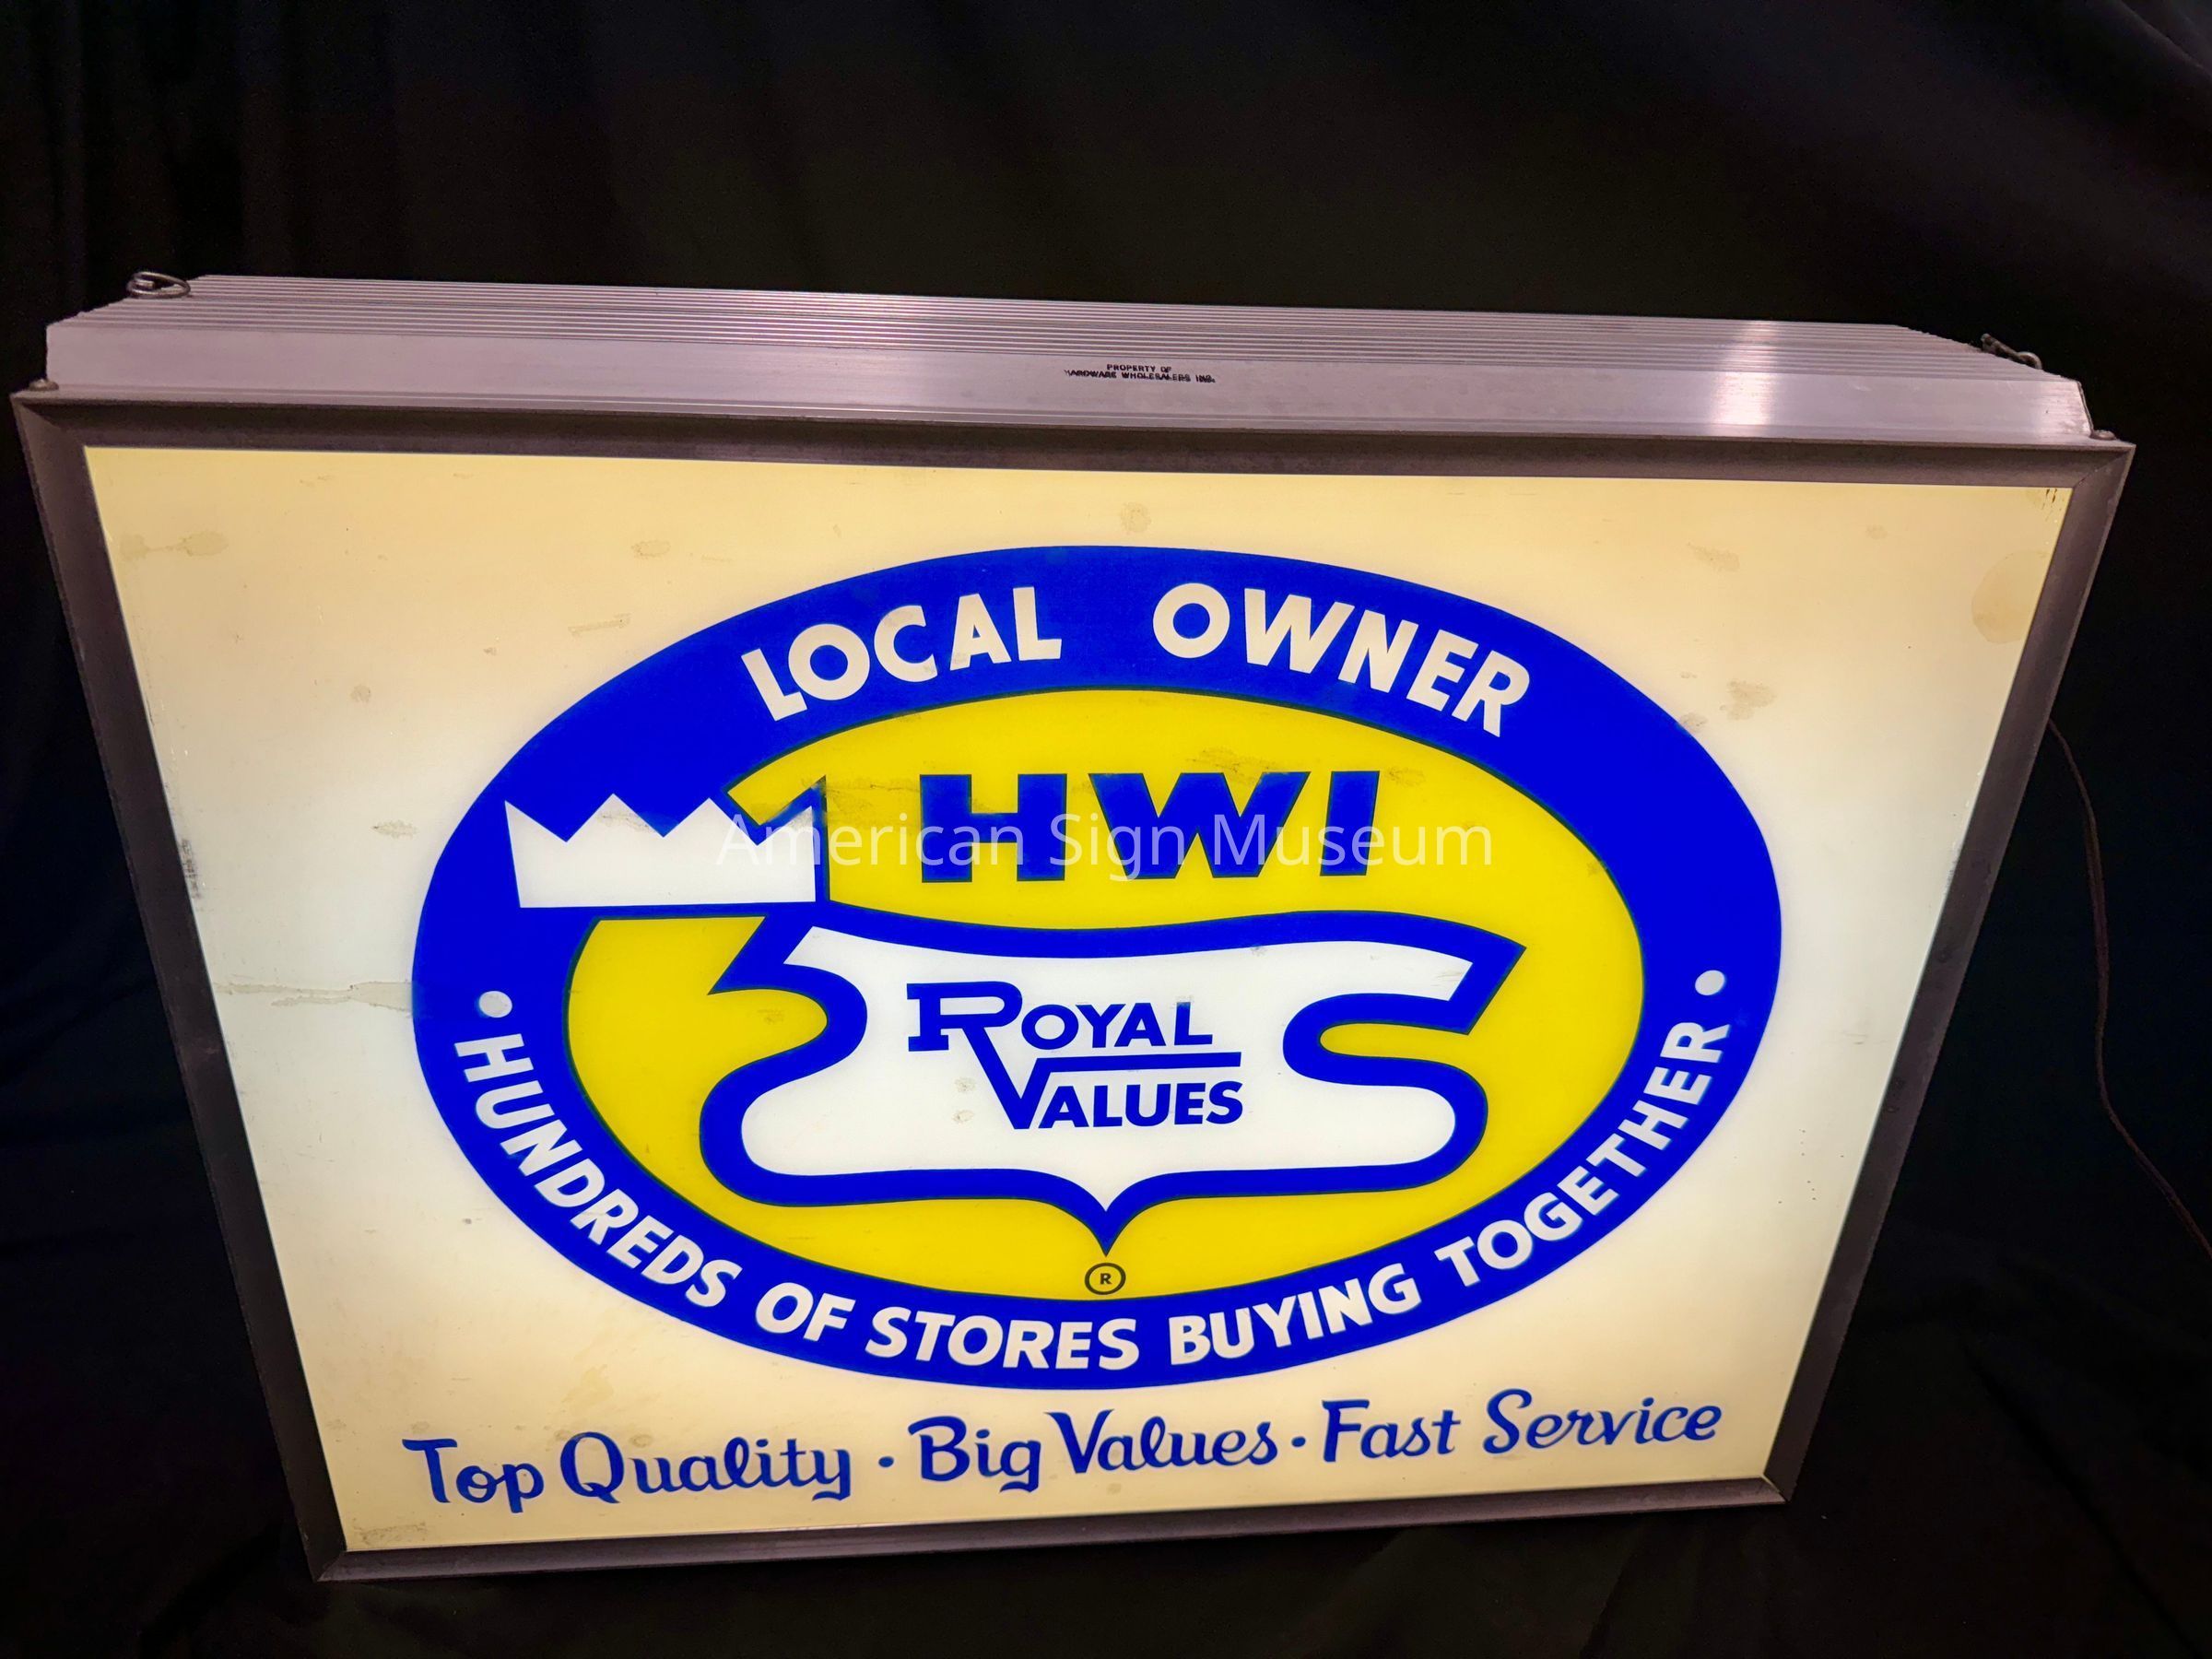 PROPERTY OF
HARDWARE WHOLESALERS INC.
LOCAL OWNER
HWI
American Sign Museum
ROYAL
VALUES
®
• HUNDREDS OF STORES BUYING TOGETHER •
Top Quality · Big Values · Fast Service